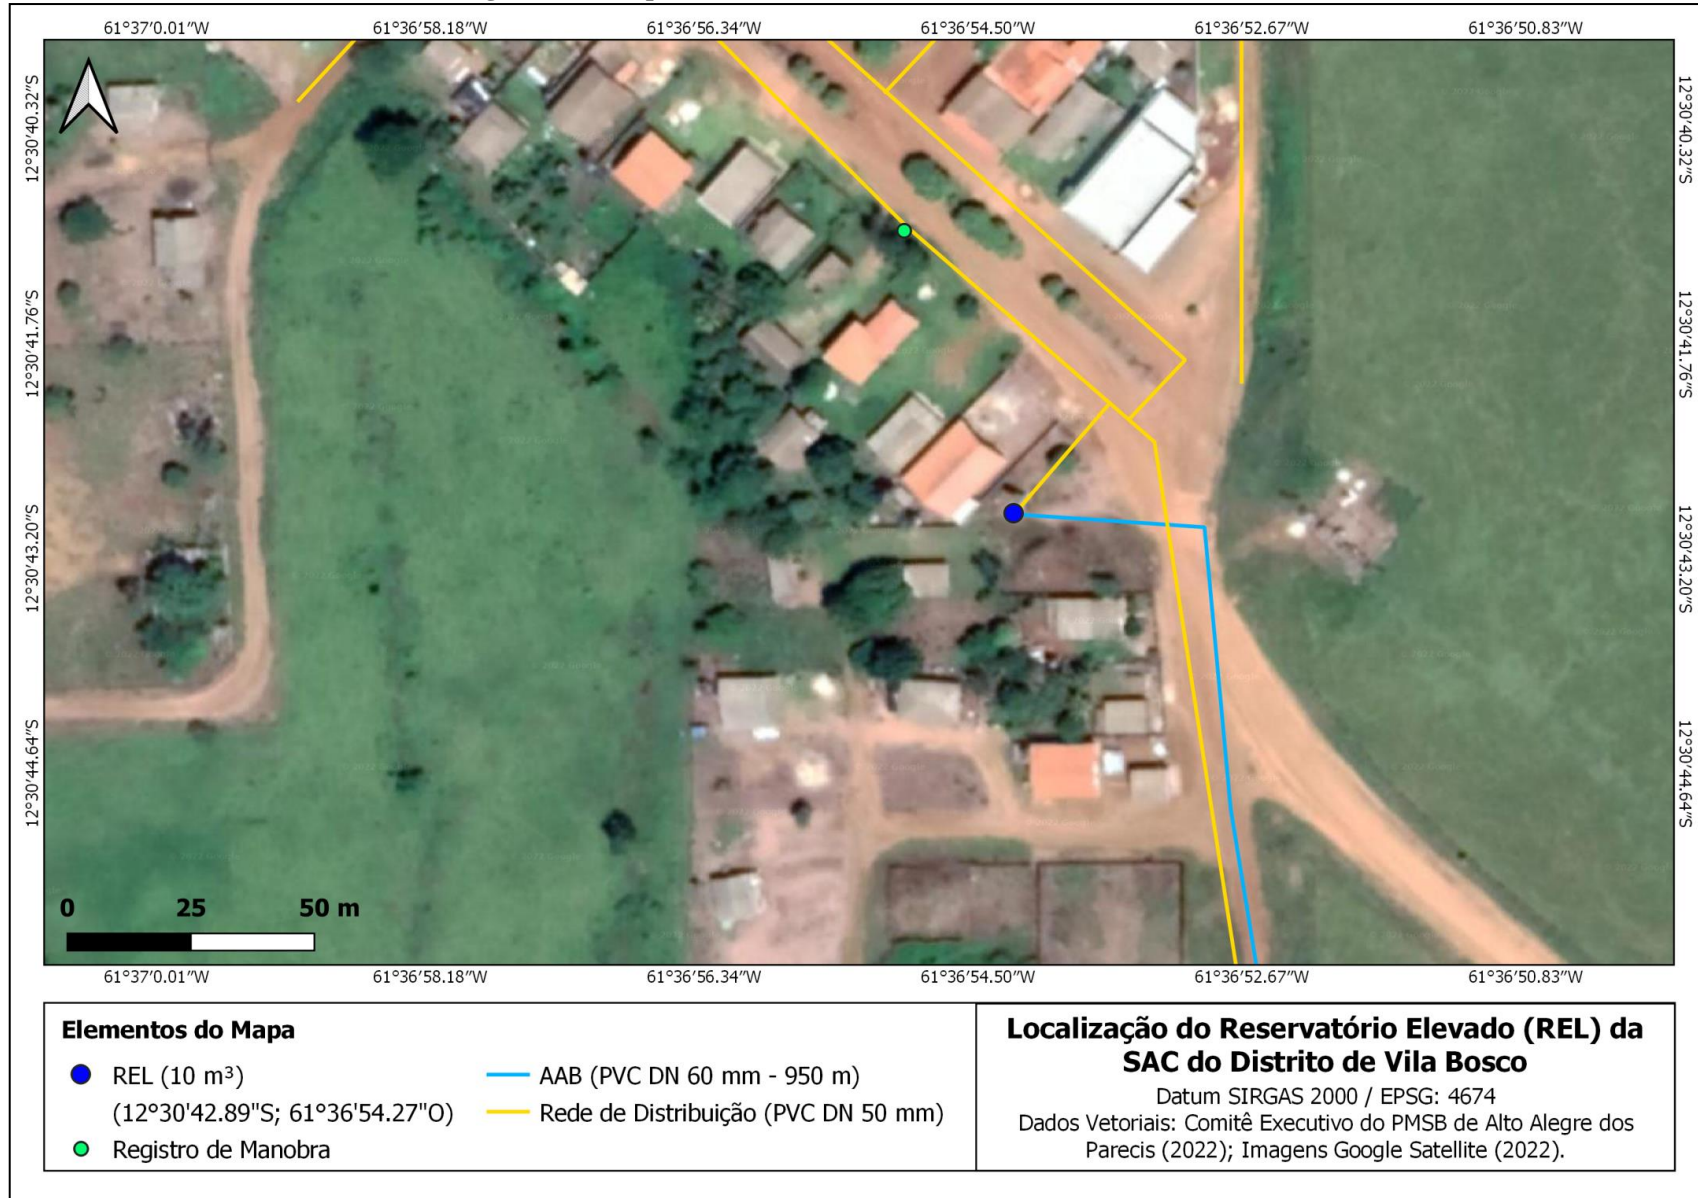 61°37′0.01″W 61°36′58.18″W 61°36′56.34″W 61°36′54.50″W 61°36′52.67″W 61°36′50.83″W
12°30′40.32″S 12°30′40.32″S
12°30′41.76″S 12°30′41.76″S
12°30′43.20″S 12°30′43.20″S
12°30′44.64″S 12°30′44.64″S
0 25 50 m
61°37′0.01″W 61°36′58.18″W 61°36′56.34″W 61°36′54.50″W 61°36′52.67″W 61°36′50.83″W
Elementos do Mapa
REL (10 m³)
(12°30'42.89"S; 61°36'54.27"O)
Registro de Manobra
AAB (PVC DN 60 mm - 950 m)
Rede de Distribuição (PVC DN 50 mm)
Localização do Reservatório Elevado (REL) da
SAC do Distrito de Vila Bosco
Datum SIRGAS 2000 / EPSG: 4674
Dados Vetoriais: Comitê Executivo do PMSB de Alto Alegre dos
Parecis (2022); Imagens Google Satellite (2022).